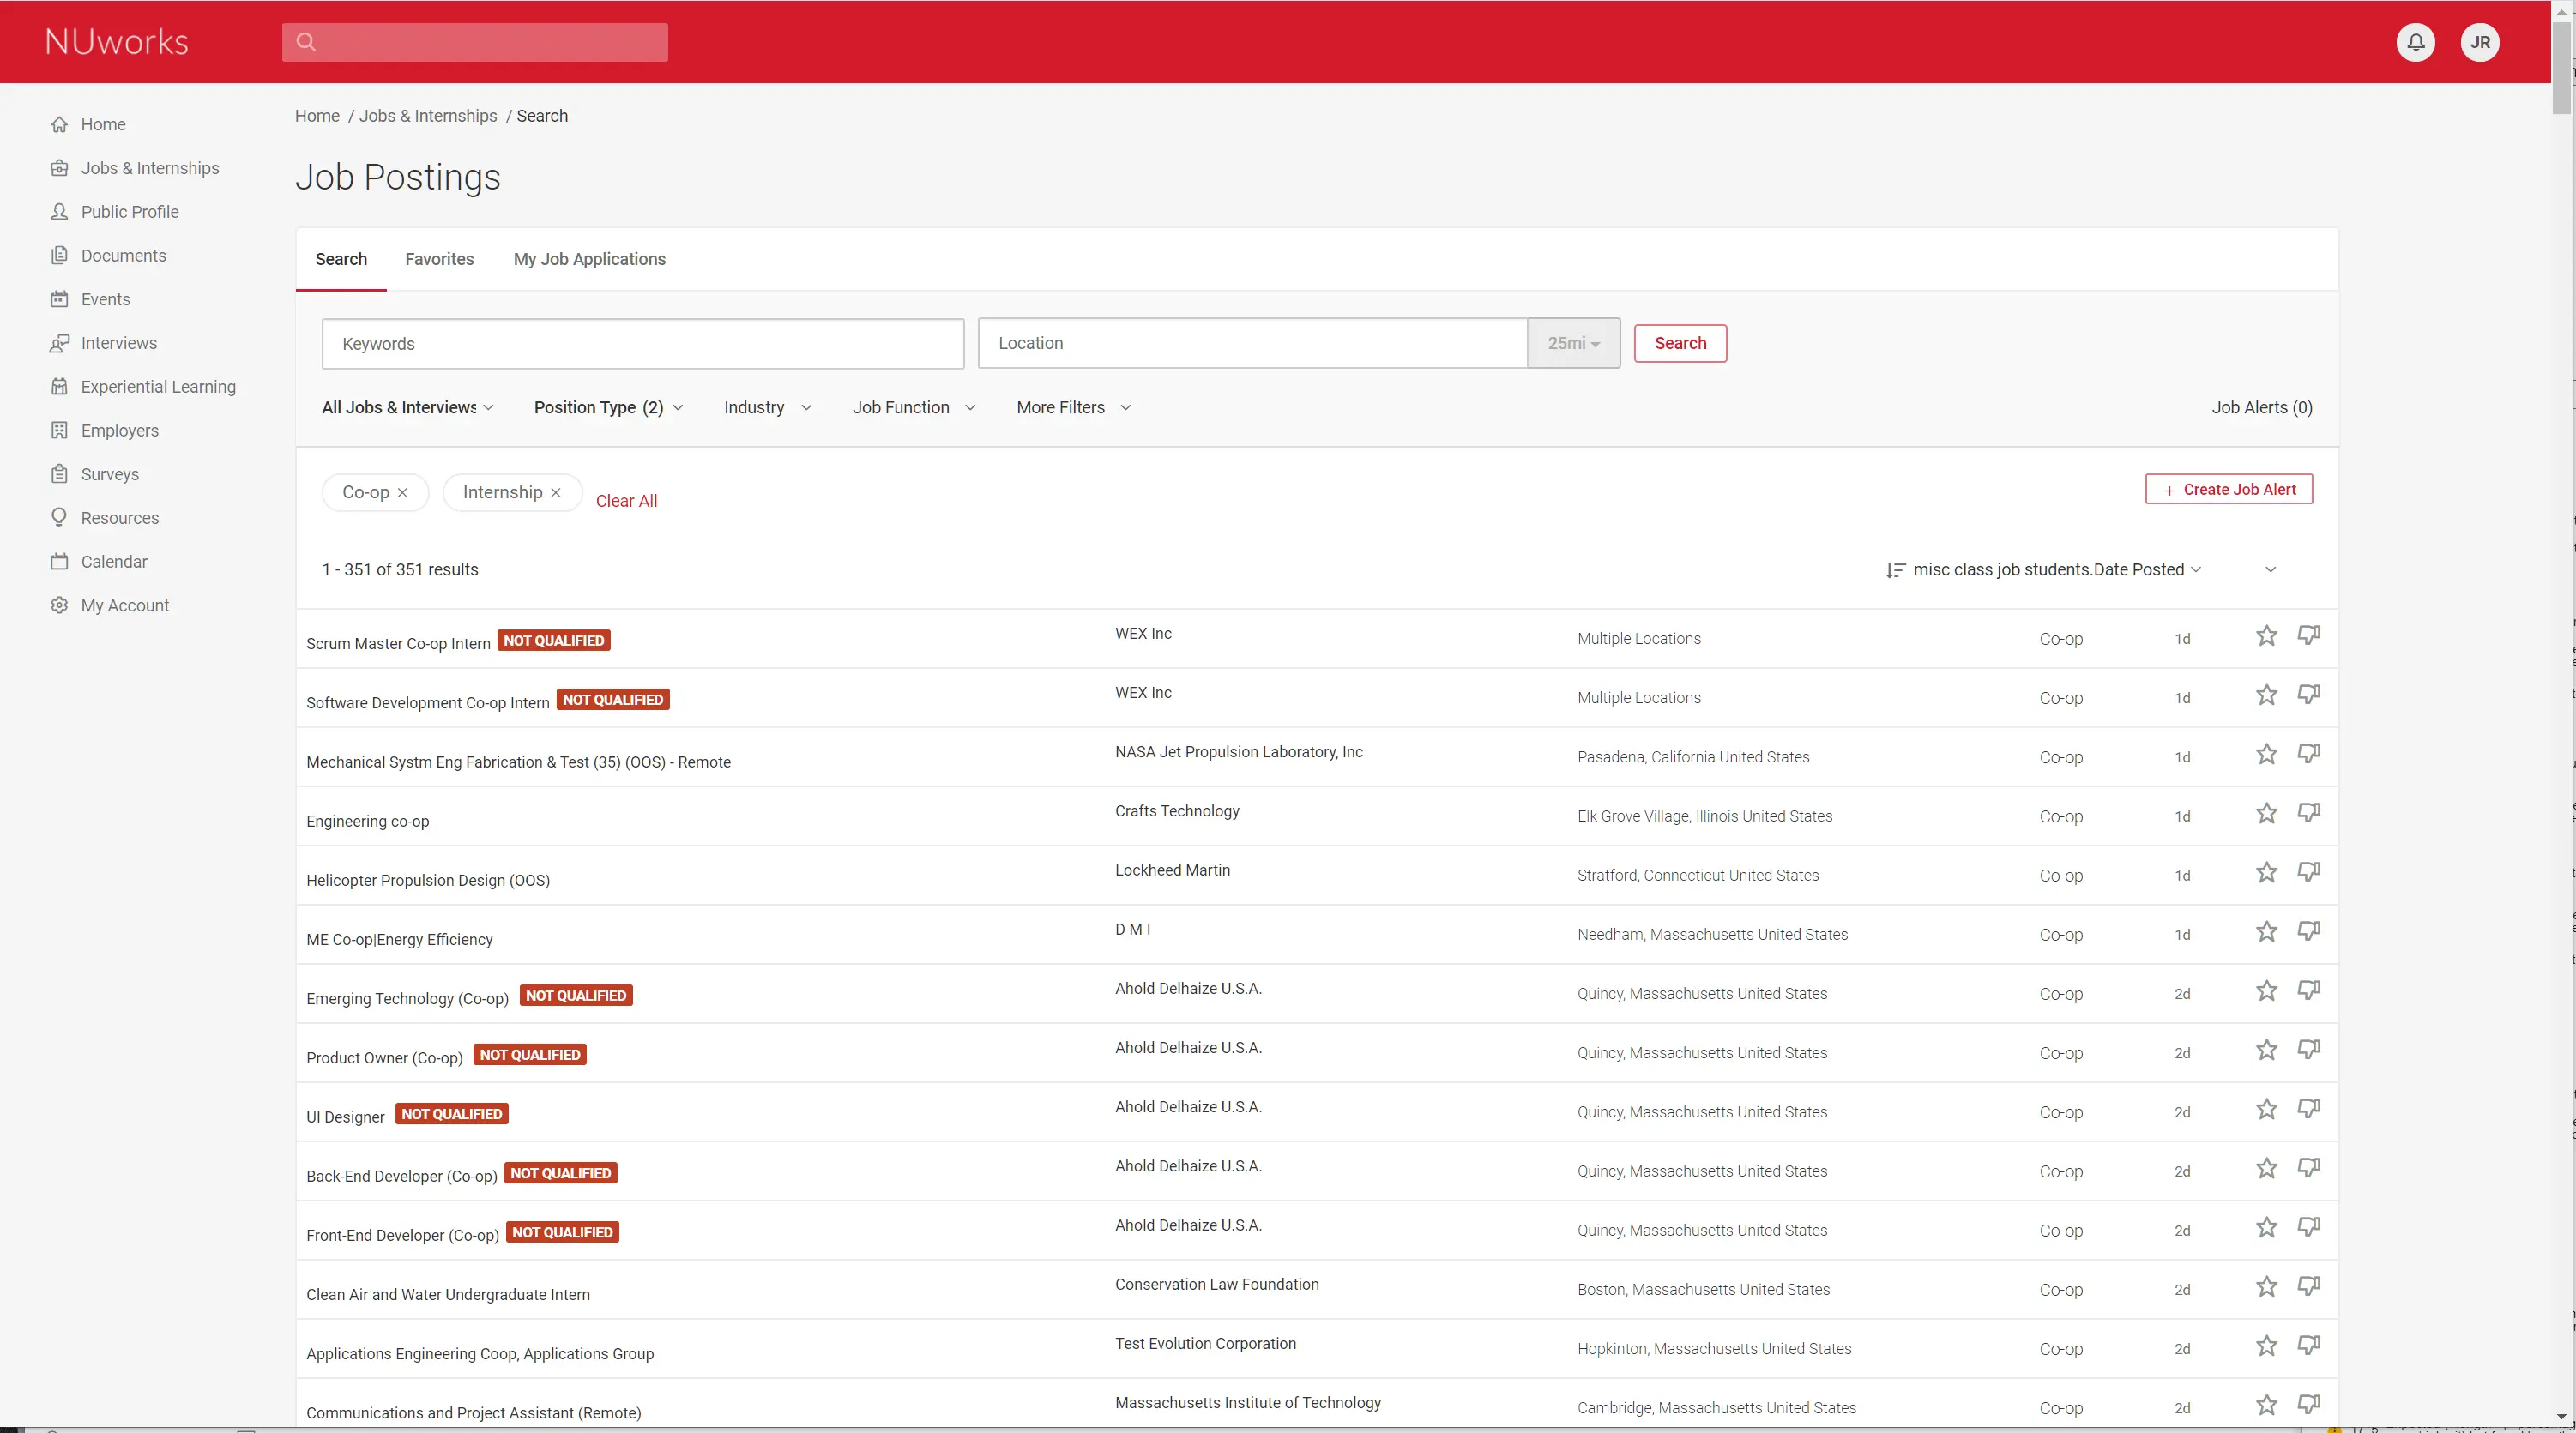 NUworks
JR
Home
Jobs & Internships
Public Profile
Documents
Events
Interviews
Experiential Learning
Employers
Surveys
Resources
Calendar
My Account
Home / Jobs & Internships / Search
Job Postings
Search Favorites My Job Applications
Keywords Location 25mi Search
All Jobs & Interviews Position Type (2) Industry Job Function More Filters Job Alerts (0)
Co-op × Internship × Clear All + Create Job Alert
1 - 351 of 351 results misc class job students.Date Posted
Scrum Master Co-op Intern NOT QUALIFIED WEX Inc Multiple Locations Co-op 1d
Software Development Co-op Intern NOT QUALIFIED WEX Inc Multiple Locations Co-op 1d
Mechanical Systm Eng Fabrication & Test (35) (OOS) - Remote NASA Jet Propulsion Laboratory, Inc Pasadena, California United States Co-op 1d
Engineering co-op Crafts Technology Elk Grove Village, Illinois United States Co-op 1d
Helicopter Propulsion Design (OOS) Lockheed Martin Stratford, Connecticut United States Co-op 1d
ME Co-op|Energy Efficiency D M I Needham, Massachusetts United States Co-op 1d
Emerging Technology (Co-op) NOT QUALIFIED Ahold Delhaize U.S.A. Quincy, Massachusetts United States Co-op 2d
Product Owner (Co-op) NOT QUALIFIED Ahold Delhaize U.S.A. Quincy, Massachusetts United States Co-op 2d
UI Designer NOT QUALIFIED Ahold Delhaize U.S.A. Quincy, Massachusetts United States Co-op 2d
Back-End Developer (Co-op) NOT QUALIFIED Ahold Delhaize U.S.A. Quincy, Massachusetts United States Co-op 2d
Front-End Developer (Co-op) NOT QUALIFIED Ahold Delhaize U.S.A. Quincy, Massachusetts United States Co-op 2d
Clean Air and Water Undergraduate Intern Conservation Law Foundation Boston, Massachusetts United States Co-op 2d
Applications Engineering Coop, Applications Group Test Evolution Corporation Hopkinton, Massachusetts United States Co-op 2d
Communications and Project Assistant (Remote) Massachusetts Institute of Technology Cambridge, Massachusetts United States Co-op 2d